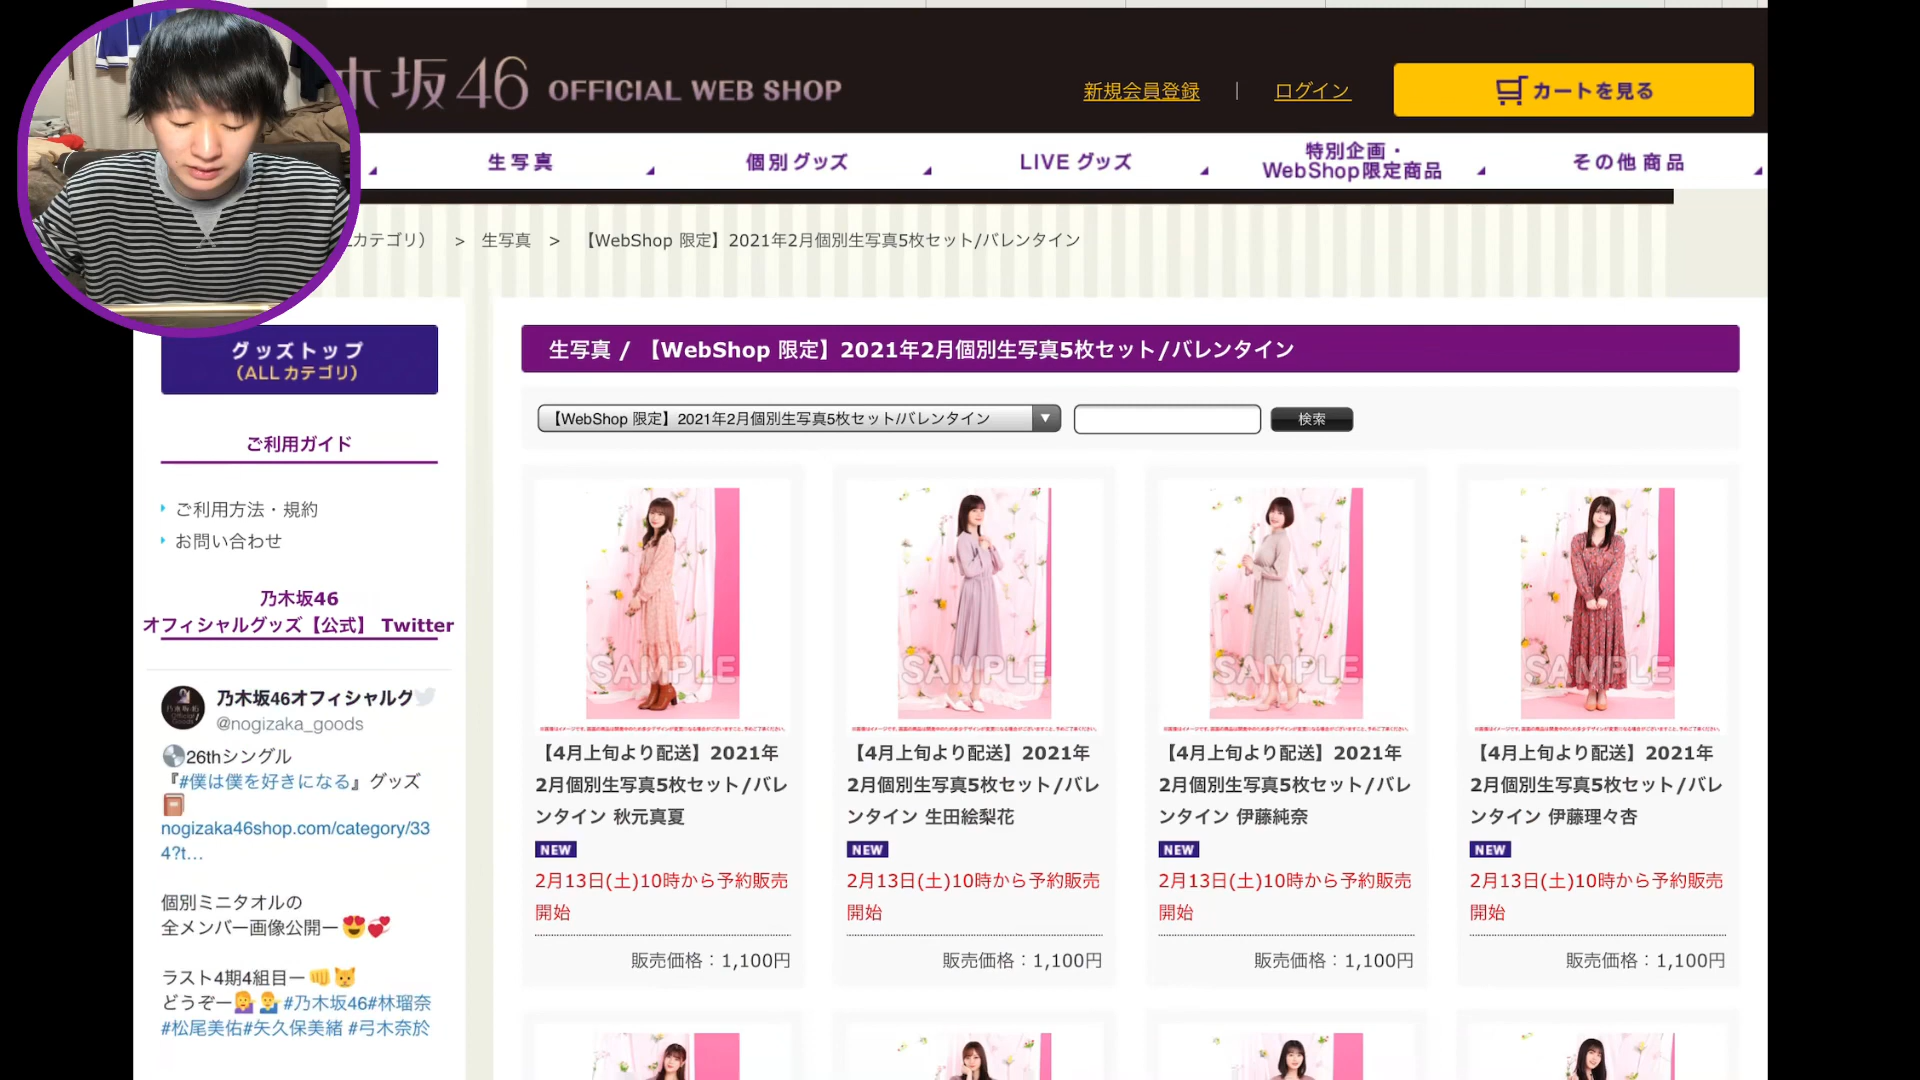 木坂46 OFFICIAL WEB SHOP
新規会員登録 | ログイン
カートを見る
生写真
個別グッズ
LIVE グッズ
特別企画・
WebShop限定商品
その他商品
カテゴリ） > 生写真 > 【WebShop 限定】2021年2月個別生写真5枚セット/バレンタイン
グッズトップ
（ALL カテゴリ）
ご利用ガイド
ご利用方法・規約
お問い合わせ
乃木坂46
オフィシャルグッズ【公式】 Twitter
乃木坂46オフィシャルグ
@nogizaka_goods
💿26thシングル
『#僕は僕を好きになる』グッズ
📕
nogizaka46shop.com/category/33
4?t…
個別ミニタオルの
全メンバー画像公開ー😍💞
ラスト4期4組目ー👊😺
どうぞー💁‍♀️💁‍♂️#乃木坂46#林瑠奈
#松尾美佑#矢久保美緒 #弓木奈於
生写真 / 【WebShop 限定】2021年2月個別生写真5枚セット/バレンタイン
【WebShop 限定】2021年2月個別生写真5枚セット/バレンタイン
検索
SAMPLE
【4月上旬より配送】2021年
2月個別生写真5枚セット/バレ
ンタイン 秋元真夏
NEW
2月13日(土)10時から予約販売
開始
販売価格：1,100円
SAMPLE
【4月上旬より配送】2021年
2月個別生写真5枚セット/バレ
ンタイン 生田絵梨花
NEW
2月13日(土)10時から予約販売
開始
販売価格：1,100円
SAMPLE
【4月上旬より配送】2021年
2月個別生写真5枚セット/バレ
ンタイン 伊藤純奈
NEW
2月13日(土)10時から予約販売
開始
販売価格：1,100円
SAMPLE
【4月上旬より配送】2021年
2月個別生写真5枚セット/バレ
ンタイン 伊藤理々杏
NEW
2月13日(土)10時から予約販売
開始
販売価格：1,100円